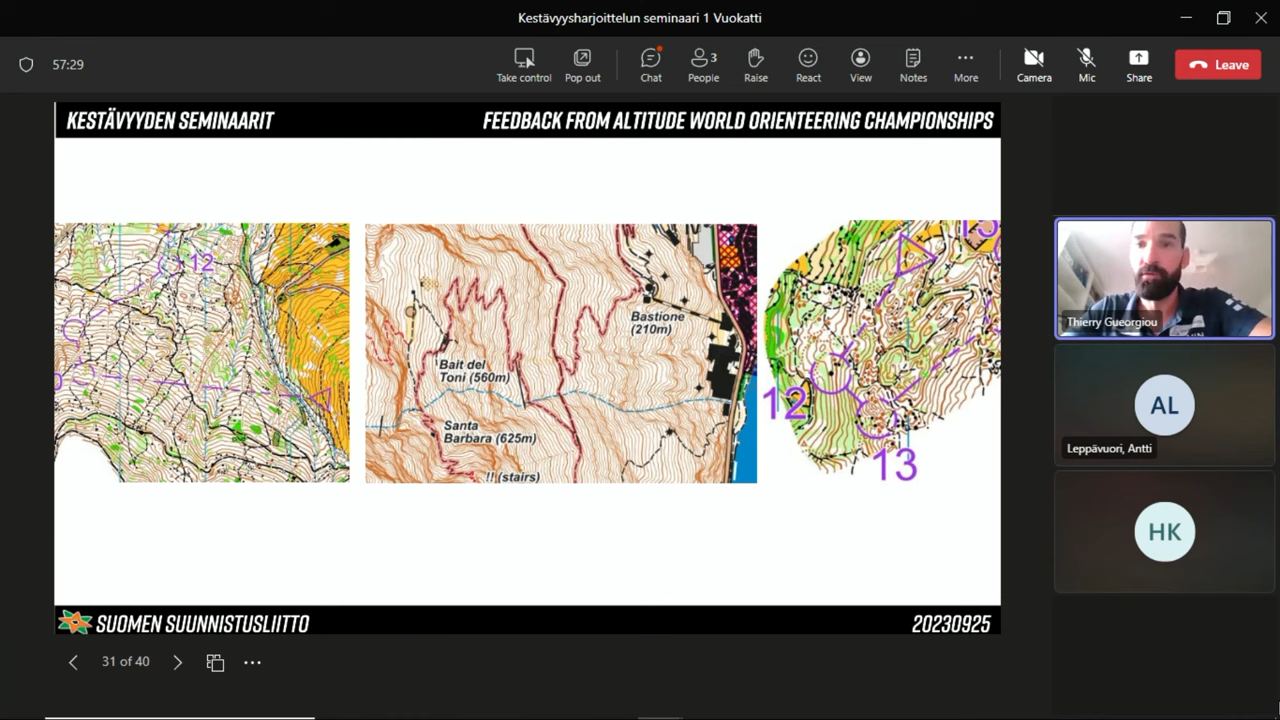 Kestävyysharjoittelun seminaari 1 Vuokatti
57:29
Take control
Pop out
Chat
3
People
Raise
React
View
Notes
More
Camera
Mic
Share
Leave
KESTÄVYYDEN SEMINAARIT
FEEDBACK FROM ALTITUDE WORLD ORIENTEERING CHAMPIONSHIPS
12
Bastione
(210m)
Bait del
Toni (560m)
Santa
Barbara (625m)
!! (stairs)
13
12
13
Thierry Gueorgiou
AL
Leppävuori, Antti
HK
SUOMEN SUUNNISTUSLIITTO
20230925
31 of 40